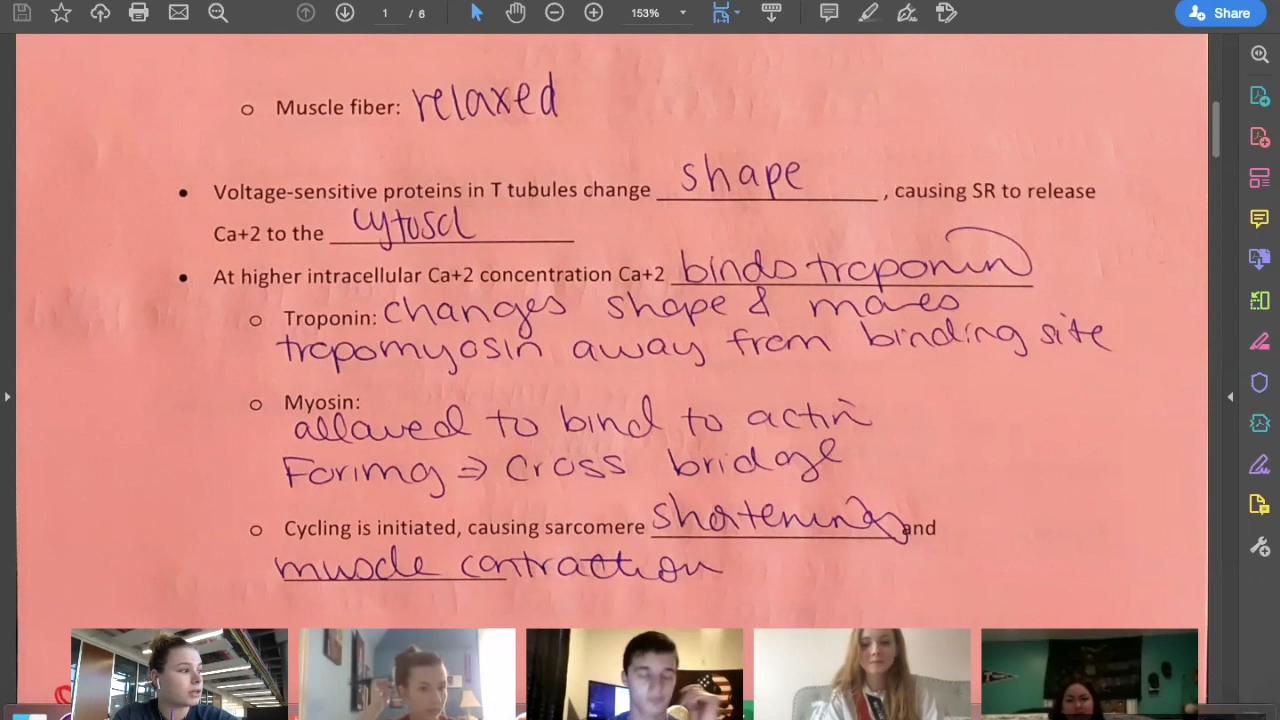 1 / 6
153%
Share
Muscle fiber: relaxed
Voltage-sensitive proteins in T tubules change shape, causing SR to release
Ca+2 to the cytosol
At higher intracellular Ca+2 concentration Ca+2 binds troponin
Troponin: changes shape & moves
tropomyosin away from binding site
Myosin:
allowed to bind to actin
Forimg ⇒ cross bridge
Cycling is initiated, causing sarcomere shortening and
muscle contraction